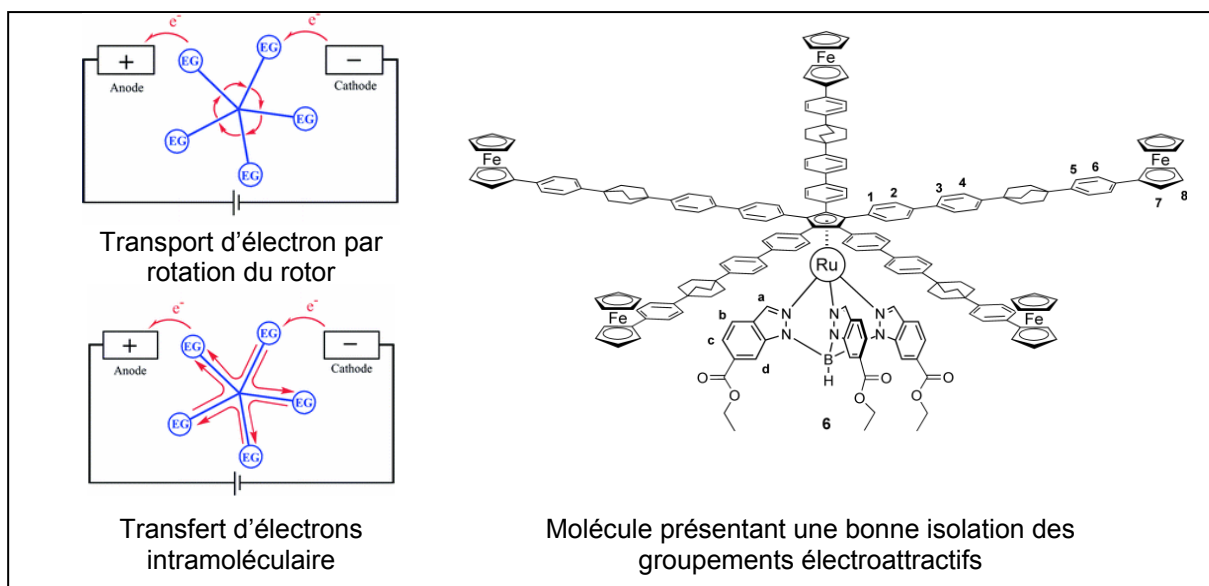 e-
e-
EG
EG
EG
EG
EG
+
Anode
−
Cathode
Transport d'électron par
rotation du rotor
e-
e-
EG
EG
EG
EG
EG
+
Anode
−
Cathode
Transfert d'électrons
intramoléculaire
Fe
Fe
Fe
1 2 3 4 5 6
7 8
Ru
Fe
Fe
a
b
c
d
N N N
N N N
B
H
O
O
O
O
O
O
6
Molécule présentant une bonne isolation des
groupements électroattractifs